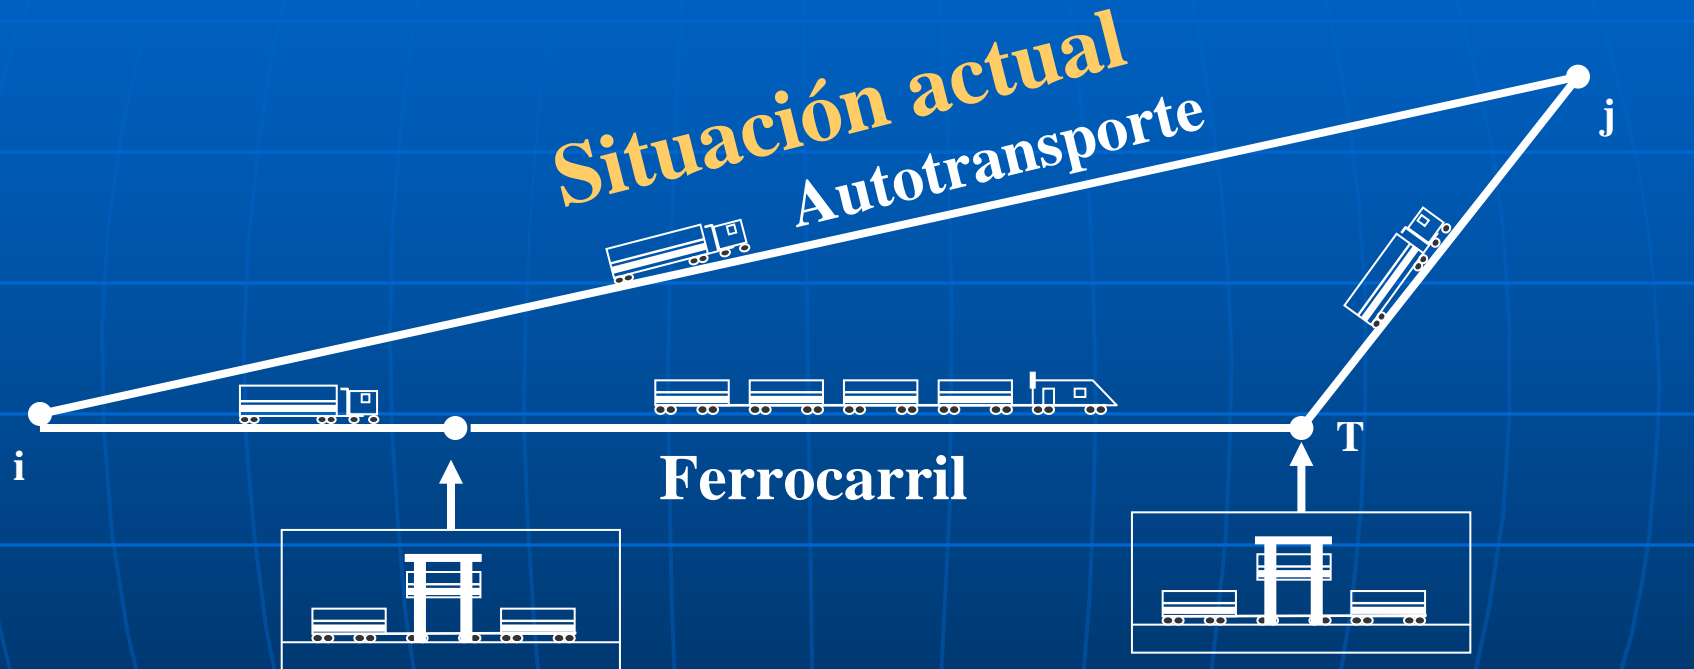 Situación actual
Autotransporte
j
i
Ferrocarril
T